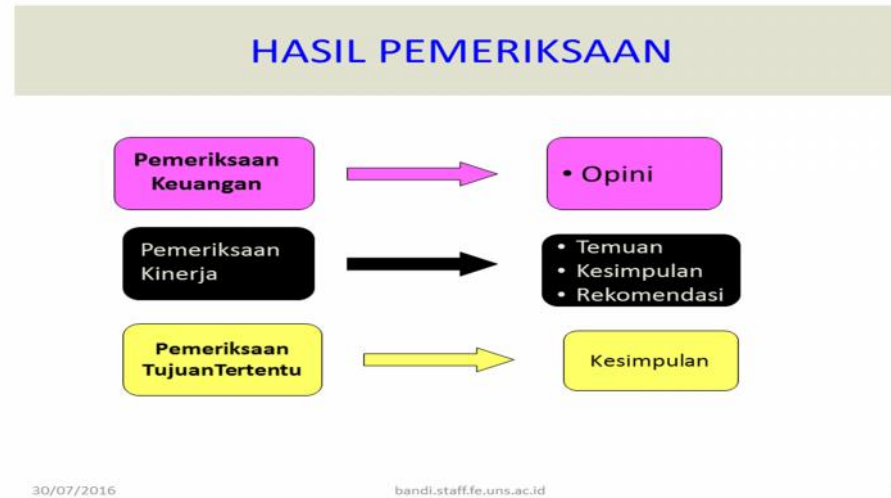 HASIL PEMERIKSAAN
Pemeriksaan
Keuangan
• Opini
Pemeriksaan
Kinerja
• Temuan
• Kesimpulan
• Rekomendasi
Pemeriksaan
TujuanTertentu
Kesimpulan
30/07/2016
bandi.staff.fe.uns.ac.id